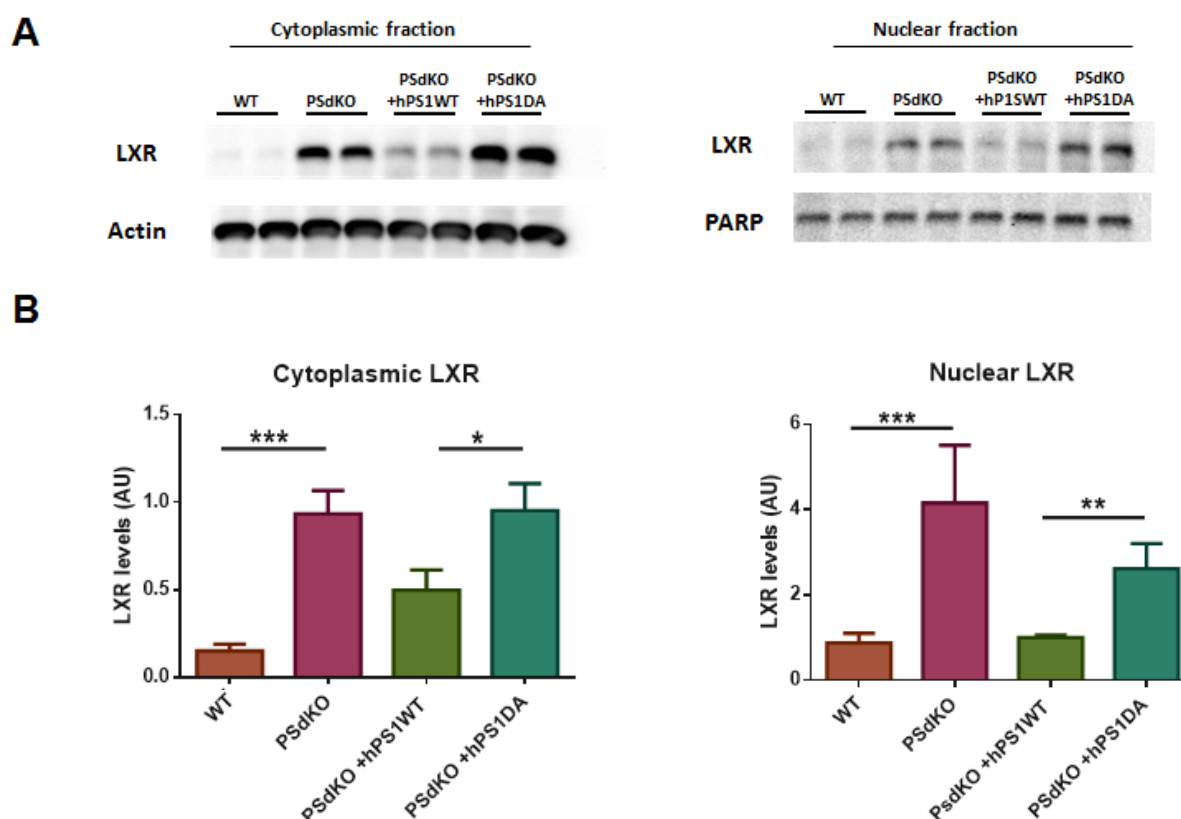 A
Cytoplasmic fraction
WT
PSdKO
PSdKO
+hPS1WT
PSdKO
+hPS1DA
LXR
Actin
Nuclear fraction
WT
PSdKO
PSdKO
+hP1SWT
PSdKO
+hPS1DA
LXR
PARP
B
Cytoplasmic LXR
LXR levels (AU)
1.5
1.0
0.5
0.0
***
*
WT
PSdKO
PSdKO +hPS1WT
PSdKO +hPS1DA
Nuclear LXR
LXR levels (AU)
6
4
2
0
***
**
WT
PSdKO
PsdKO +hPS1WT
PSdKO +hPS1DA